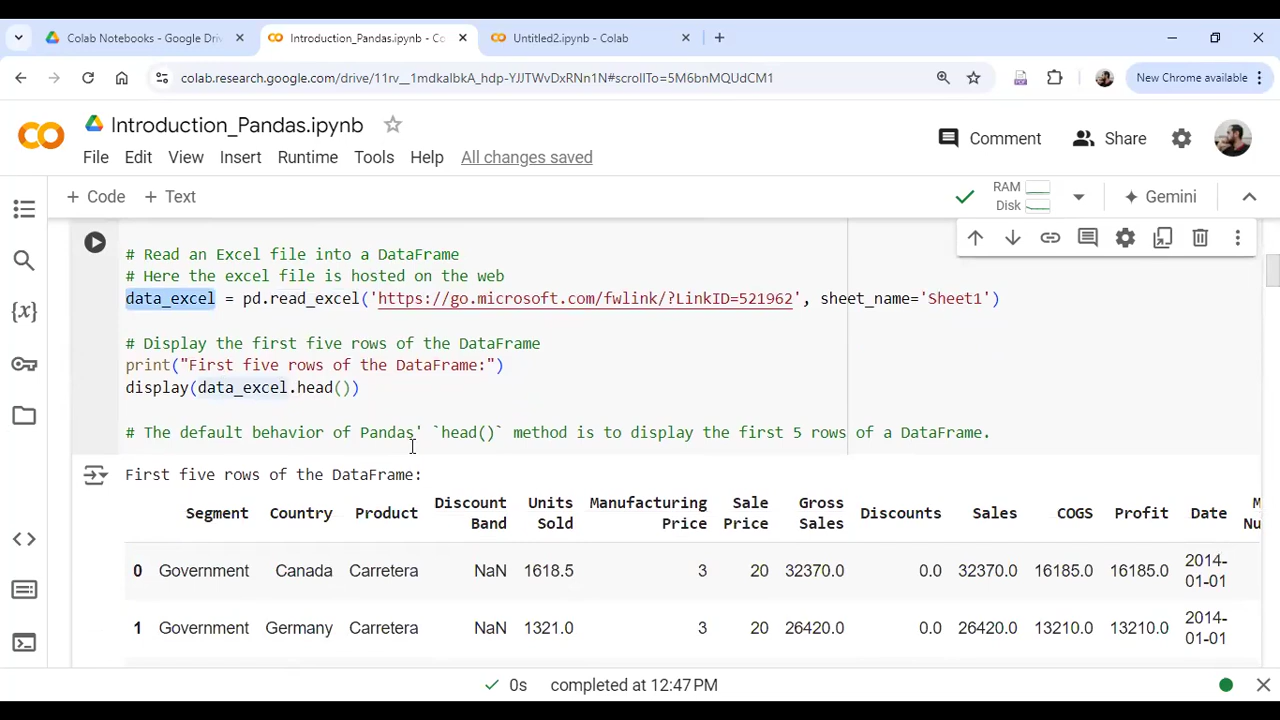 Colab Notebooks - Google Driv
Introduction_Pandas.ipynb - Co
Untitled2.ipynb - Colab
colab.research.google.com/drive/11rv__1mdkaIbkA_hdp-YJJTWvDxRNn1N#scrollTo=5M6bnMQUdCM1
New Chrome available
Introduction_Pandas.ipynb
Comment
Share
File Edit View Insert Runtime Tools Help All changes saved
+ Code + Text
RAM
Disk
Gemini
# Read an Excel file into a DataFrame
# Here the excel file is hosted on the web
data_excel = pd.read_excel('https://go.microsoft.com/fwlink/?LinkID=521962', sheet_name='Sheet1')
# Display the first five rows of the DataFrame
print("First five rows of the DataFrame:")
display(data_excel.head())
# The default behavior of Pandas' `head()` method is to display the first 5 rows of a DataFrame.
First five rows of the DataFrame:
Segment Country Product Discount Band Units Sold Manufacturing Price Sale Price Gross Sales Discounts Sales COGS Profit Date
0 Government Canada Carretera NaN 1618.5 3 20 32370.0 0.0 32370.0 16185.0 16185.0 2014-01-01
1 Government Germany Carretera NaN 1321.0 3 20 26420.0 0.0 26420.0 13210.0 13210.0 2014-01-01
0s completed at 12:47 PM